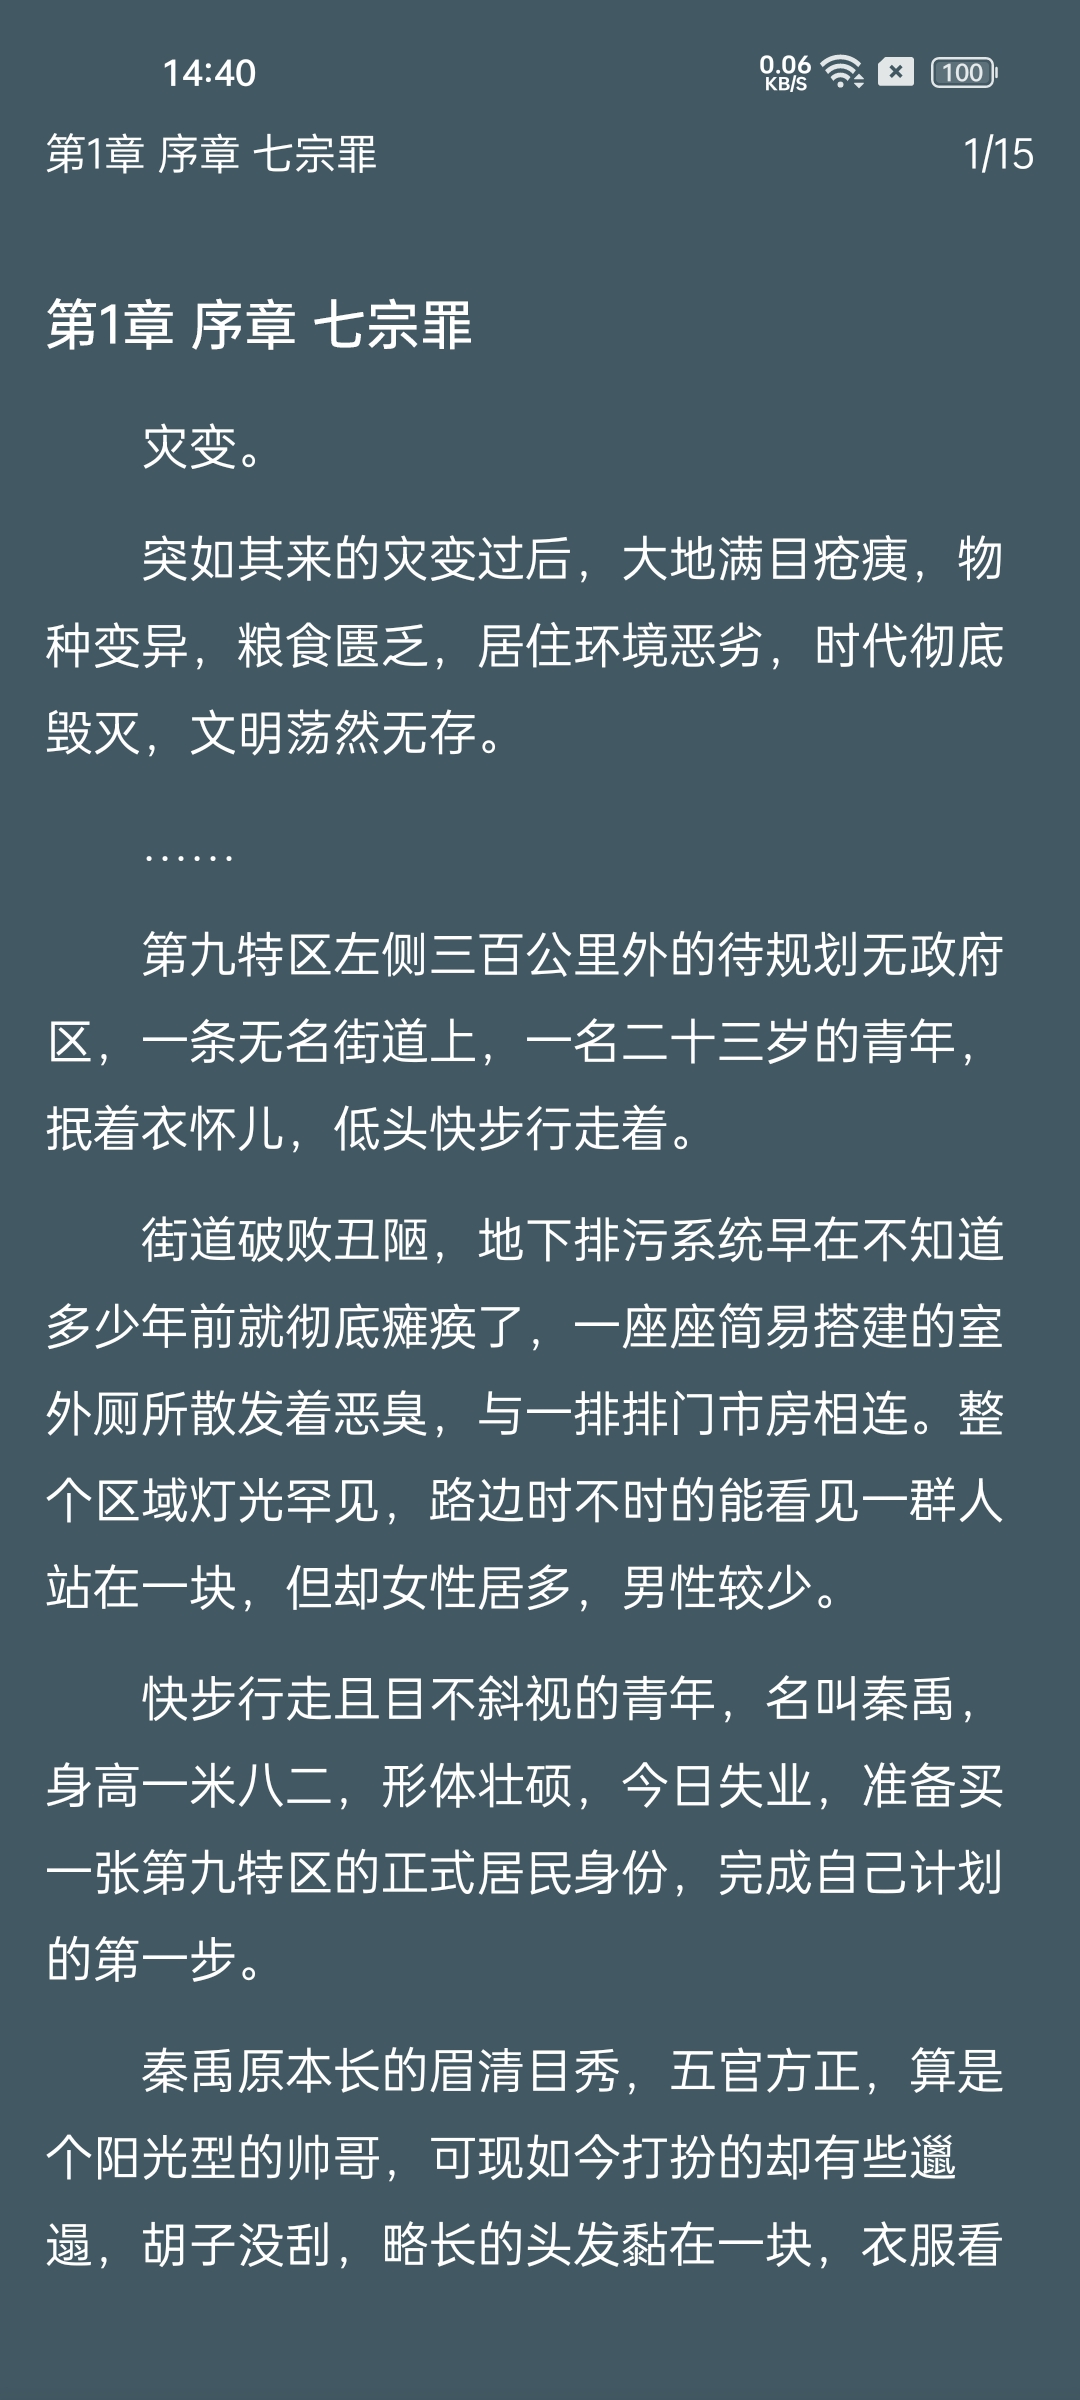 14:40
0.06
KB/S
100
第1章 序章 七宗罪
1/15
第1章 序章 七宗罪
灾变。
突如其来的灾变过后，大地满目疮痍，物
种变异，粮食匮乏，居住环境恶劣，时代彻底
毁灭，文明荡然无存。
……
第九特区左侧三百公里外的待规划无政府
区，一条无名街道上，一名二十三岁的青年，
抿着衣怀儿，低头快步行走着。
街道破败丑陋，地下排污系统早在不知道
多少年前就彻底瘫痪了，一座座简易搭建的室
外厕所散发着恶臭，与一排排门市房相连。整
个区域灯光罕见，路边时不时的能看见一群人
站在一块，但却女性居多，男性较少。
快步行走且目不斜视的青年，名叫秦禹，
身高一米八二，形体壮硕，今日失业，准备买
一张第九特区的正式居民身份，完成自己计划
的第一步。
秦禹原本长的眉清目秀，五官方正，算是
个阳光型的帅哥，可现如今打扮的却有些邋
遢，胡子没刮，略长的头发黏在一块，衣服看